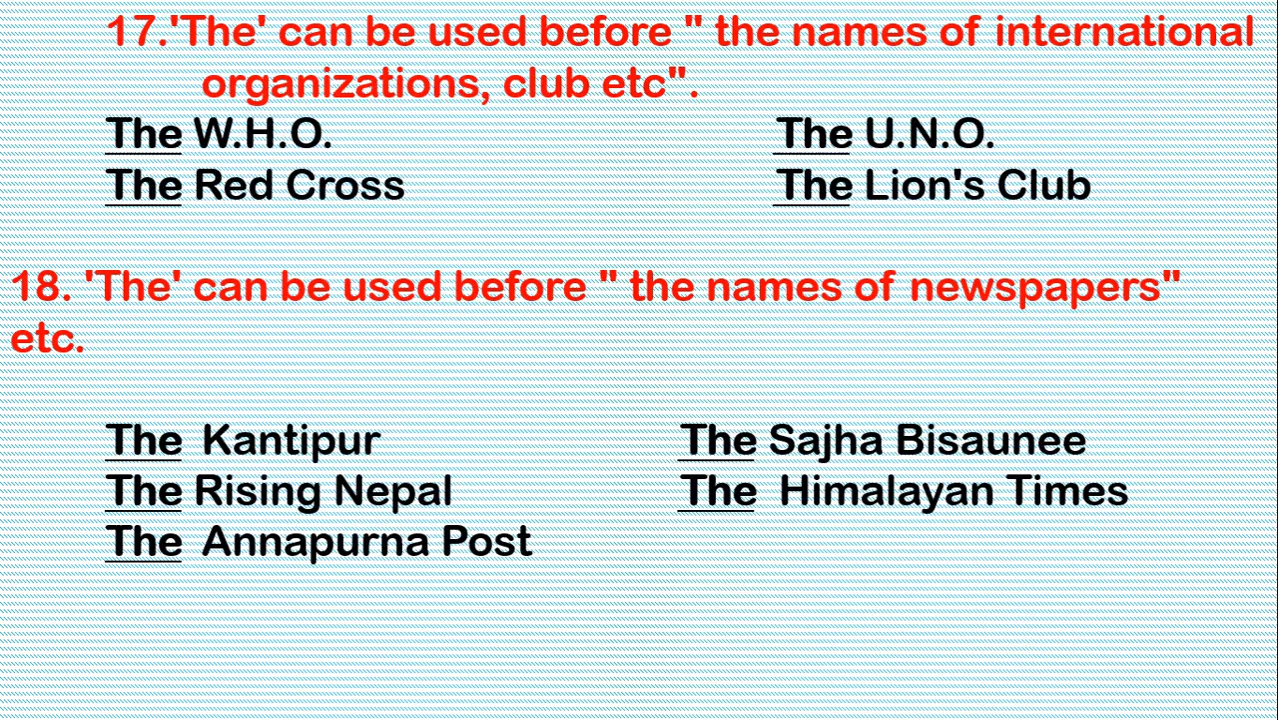 17.'The' can be used before " the names of international
organizations, club etc".
The W.H.O. The U.N.O.
The Red Cross The Lion's Club
18. 'The' can be used before " the names of newspapers"
etc.
The Kantipur The Sajha Bisaunee
The Rising Nepal The Himalayan Times
The Annapurna Post